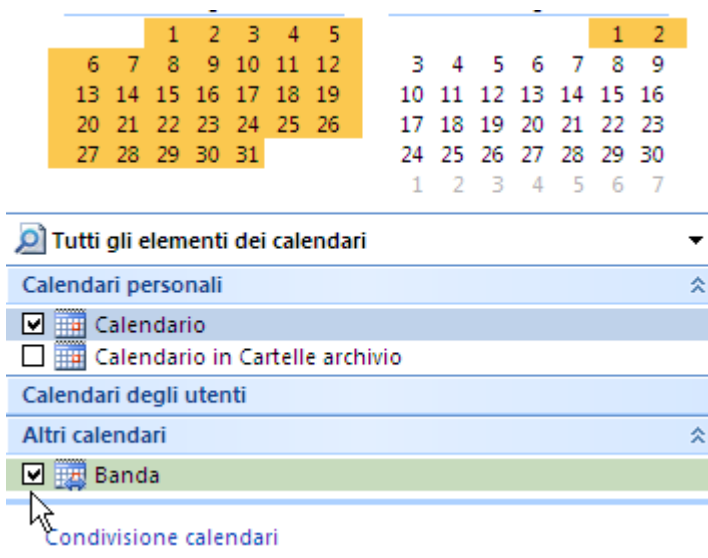 1 2 3 4 5
6 7 8 9 10 11 12
13 14 15 16 17 18 19
20 21 22 23 24 25 26
27 28 29 30 31
1 2
3 4 5 6 7 8 9
10 11 12 13 14 15 16
17 18 19 20 21 22 23
24 25 26 27 28 29 30
1 2 3 4 5 6 7
Tutti gli elementi dei calendari
Calendari personali
Calendario
Calendario in Cartelle archivio
Calendari degli utenti
Altri calendari
Banda
Condivisione calendari